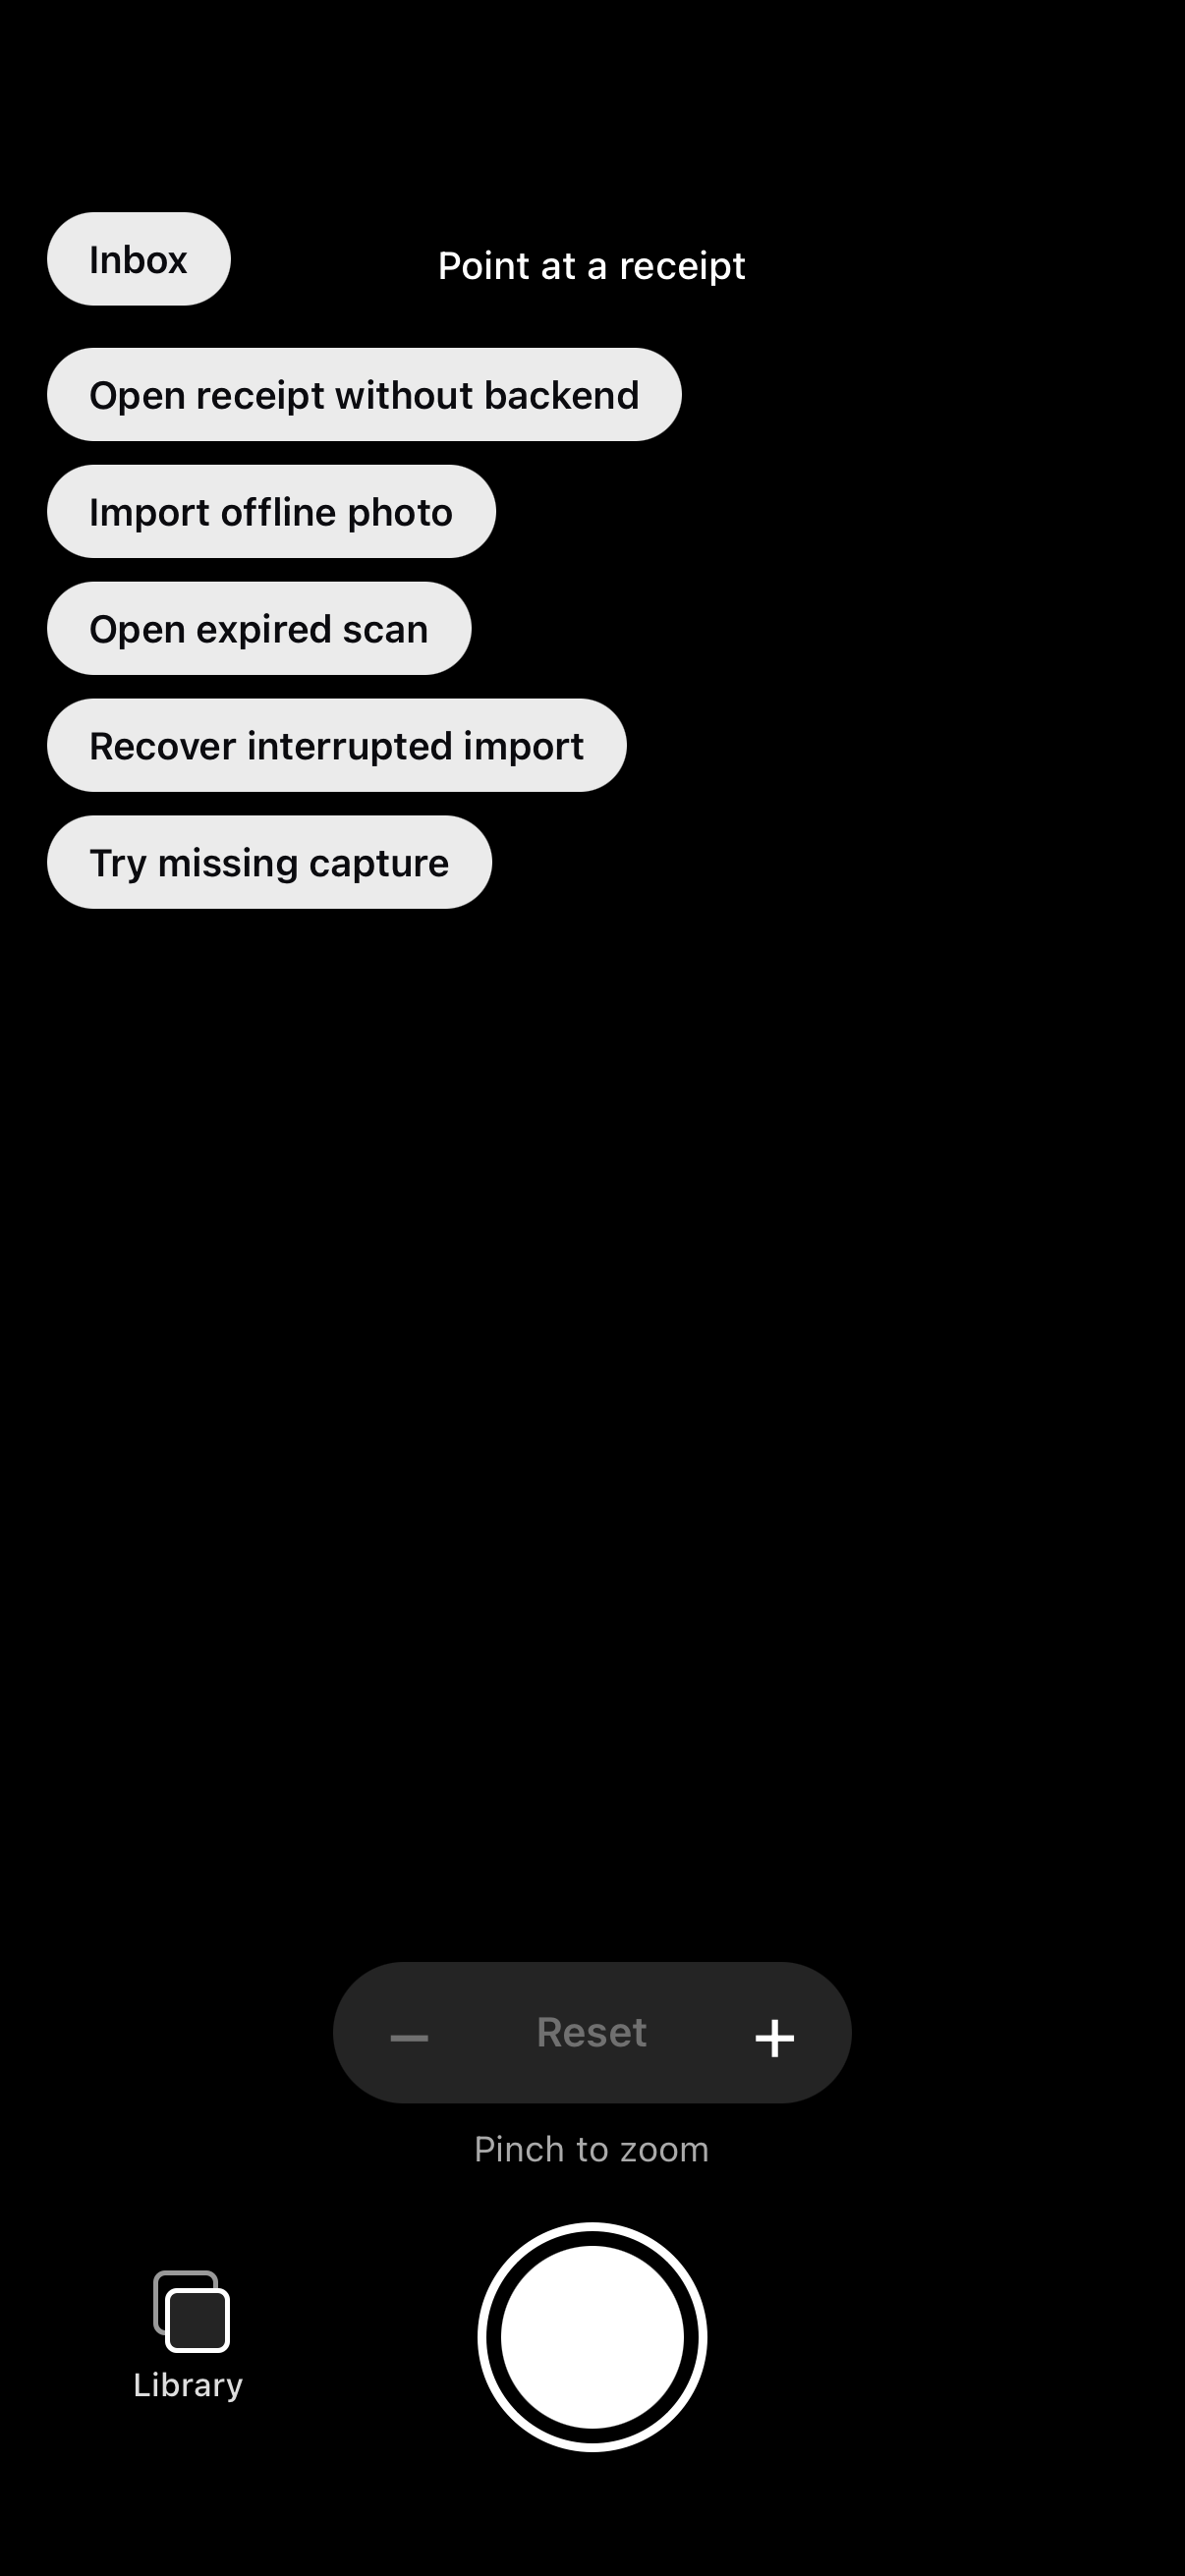 Inbox
Point at a receipt
Open receipt without backend
Import offline photo
Open expired scan
Recover interrupted import
Try missing capture
− Reset +
Pinch to zoom
Library